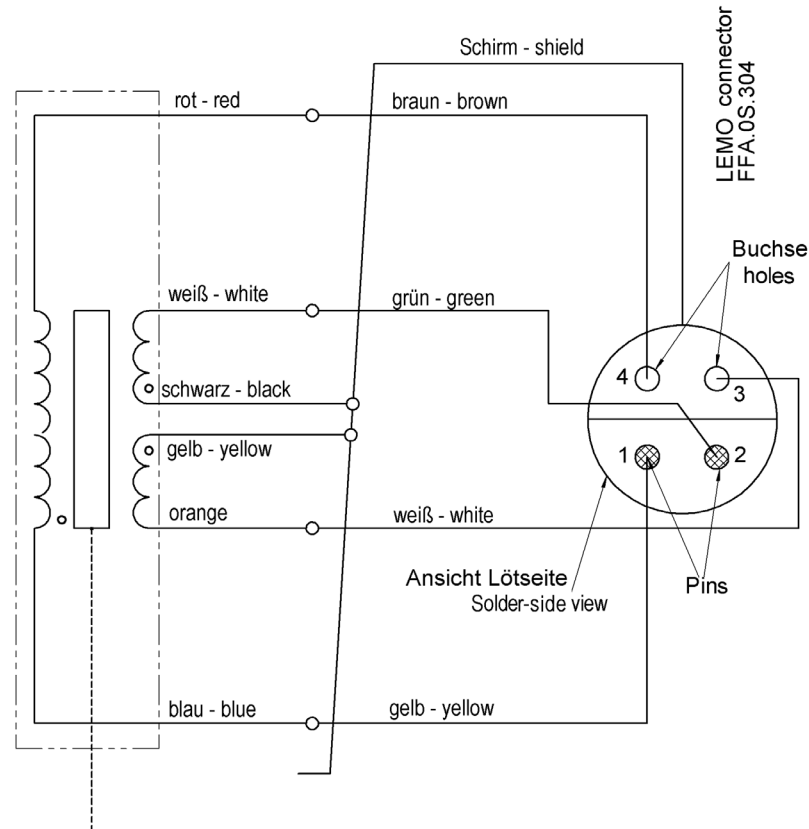 Schirm - shield
LEMO connector
FFA.0S.304
rot - red
braun - brown
Buchse
holes
weiß - white
grün - green
4
3
schwarz - black
gelb - yellow
1
2
orange
weiß - white
Ansicht Lötseite
Solder-side view
Pins
blau - blue
gelb - yellow